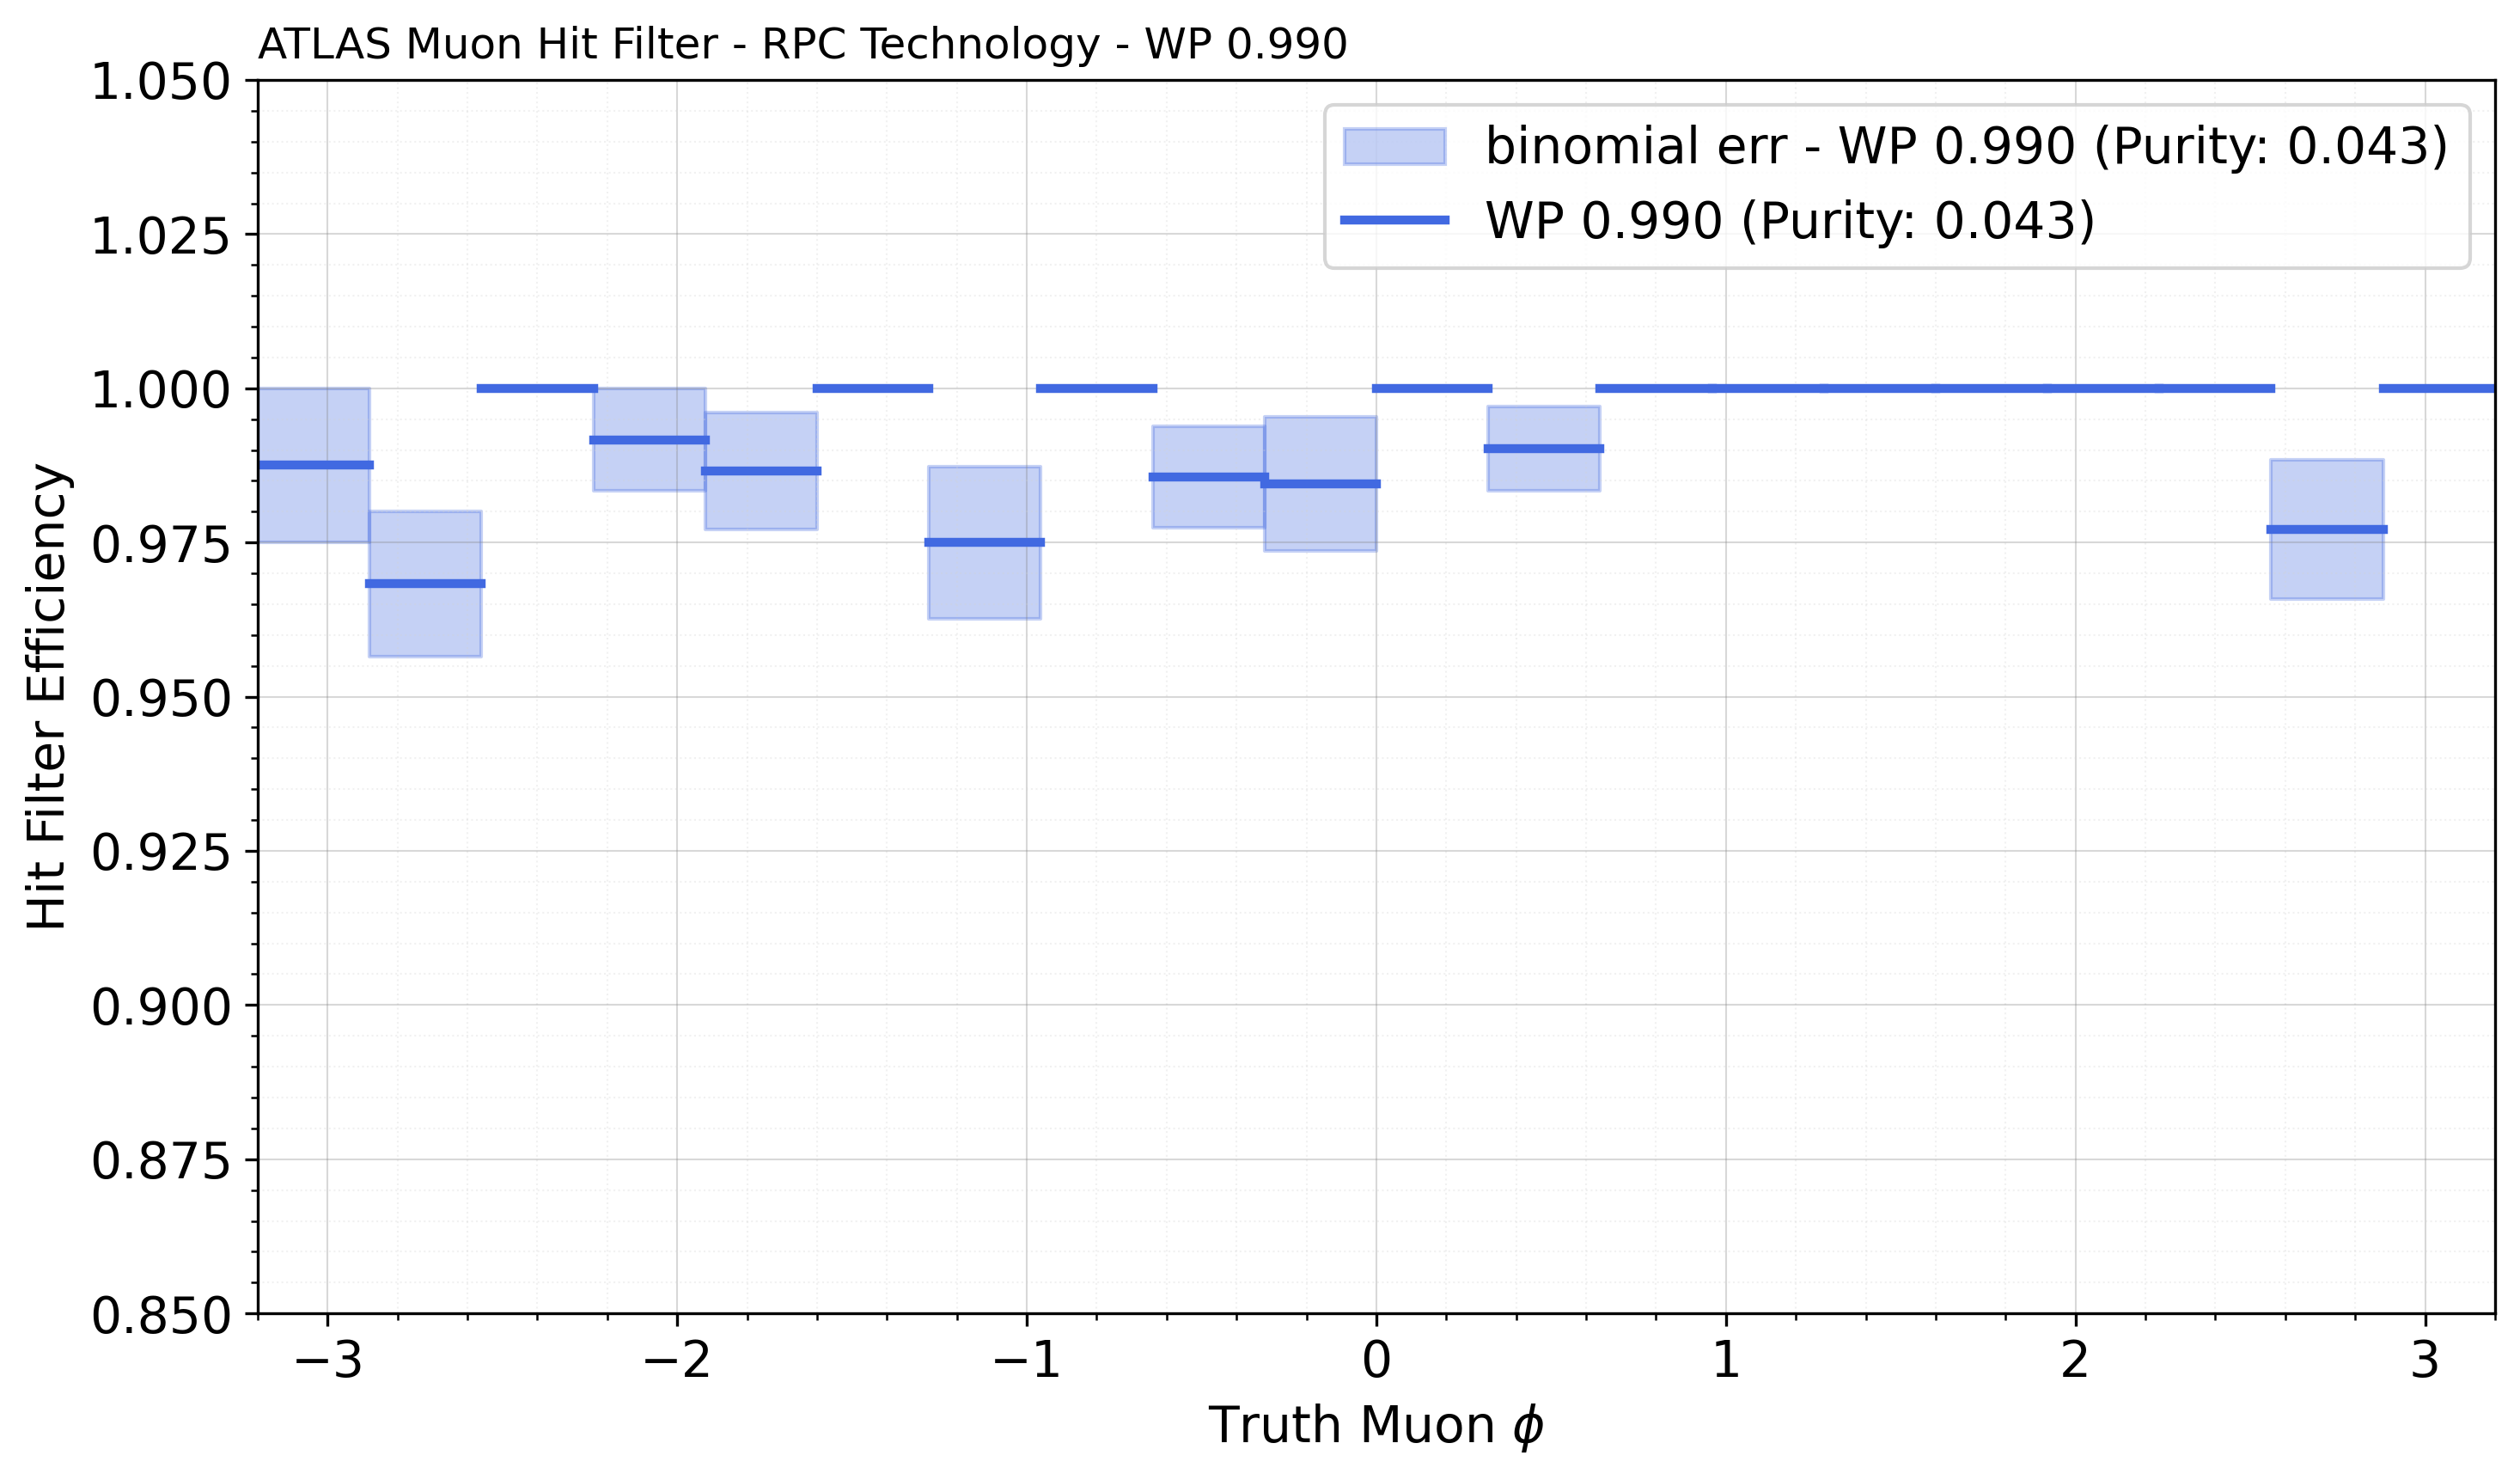 ATLAS Muon Hit Filter - RPC Technology - WP 0.990
1.050
1.025
1.000
0.975
0.950
0.925
0.900
0.875
0.850
Hit Filter Efficiency
binomial err - WP 0.990 (Purity: 0.043)
WP 0.990 (Purity: 0.043)
−3 −2 −1 0 1 2 3
Truth Muon ϕ